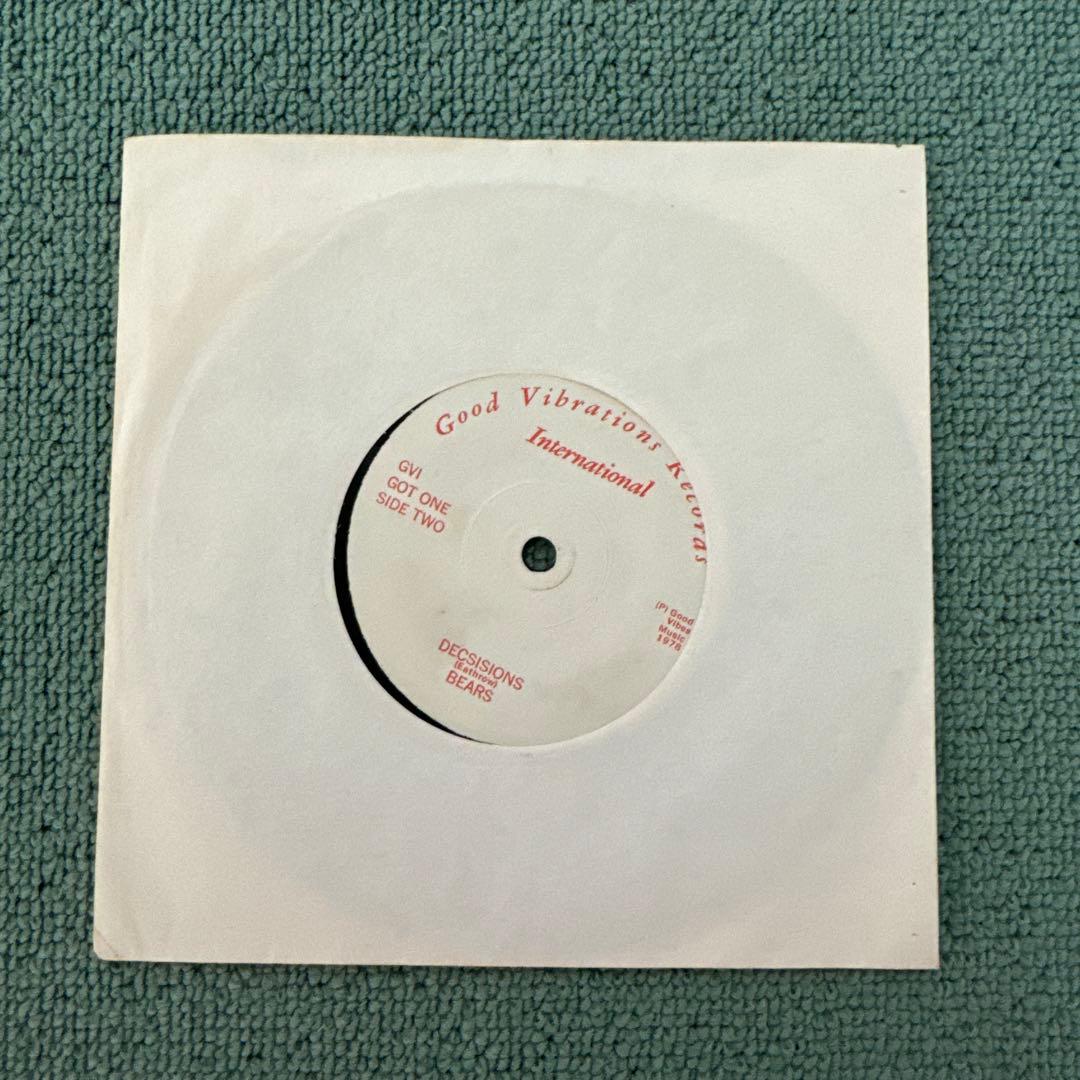 Good Vibrations Records
International
GVI
GOT ONE
SIDE TWO
(P) Good
Vibes
Music
1978
DECSISIONS
(Eathrow)
BEARS